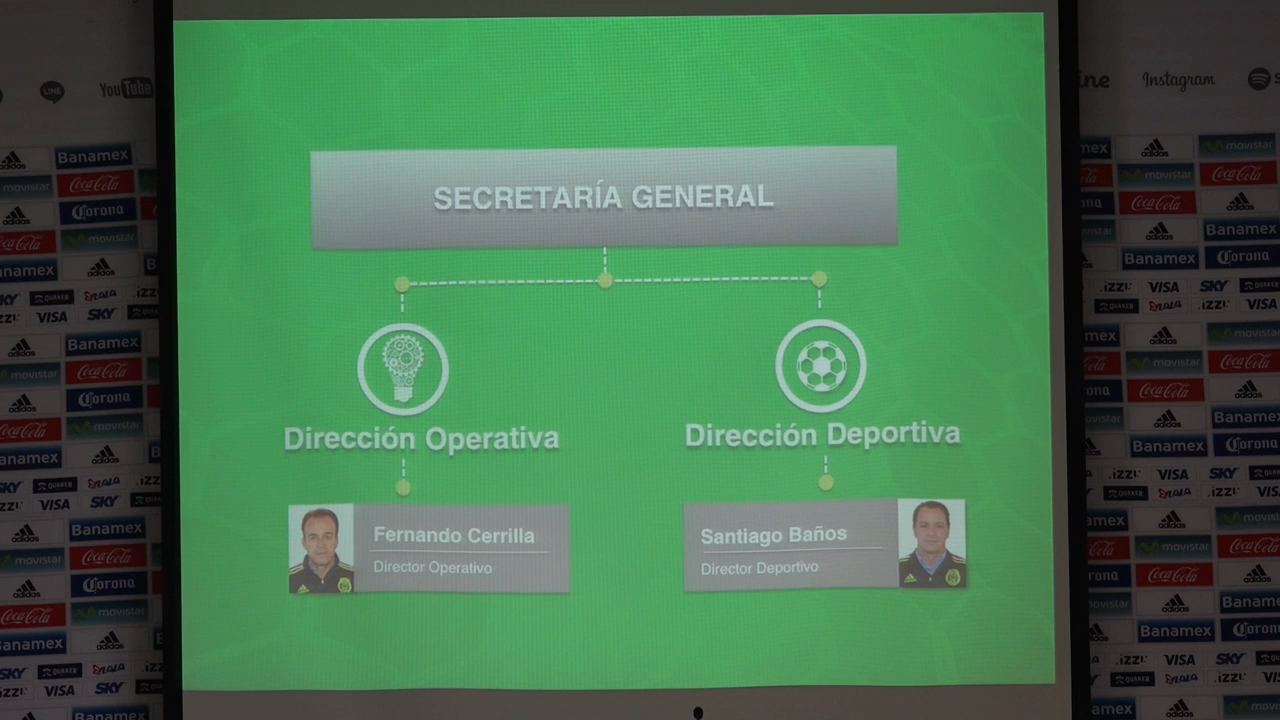 SECRETARÍA GENERAL
Dirección Operativa
Dirección Deportiva
Fernando Cerrilla
Director Operativo
Santiago Baños
Director Deportivo
LINE
YouTube
Instagram
adidas
Banamex
movistar
Coca-Cola
Corona
SKY
QUAKER
izzi
VISA